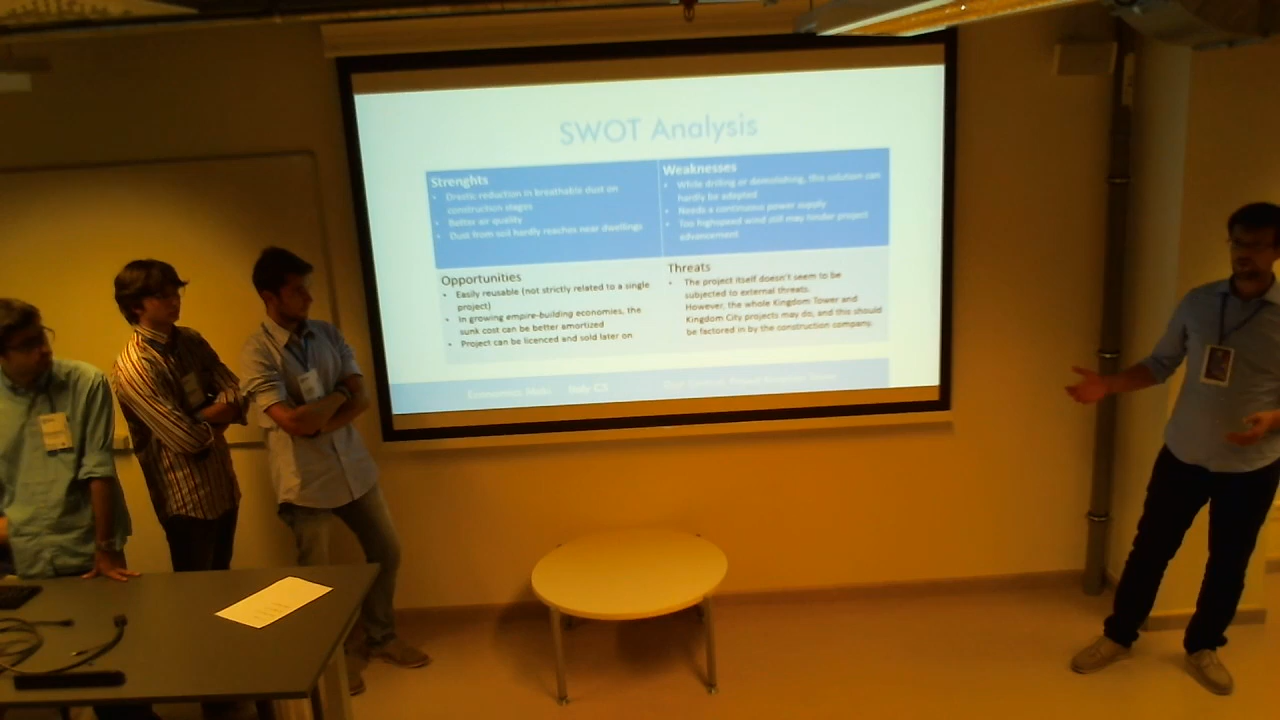 SWOT Analysis
Strenghts
• Drastic reduction in breathable dust on
construction stages
• Better air quality
• Dust from soil hardly reaches near dwellings
Weaknesses
• While drilling or demolishing, this solution can
hardly be adopted
• Needs a continuous power supply
• Too highspeed wind still may hinder project
advancement.
Opportunities
• Easily reusable (not strictly related to a single
project)
• In growing empire-building economies, the
sunk cost can be better amortized
• Project can be licenced and sold later on.
Threats
• The project itself doesn't seem to be
subjected to external threats.
However, the whole Kingdom Tower and
Kingdom City projects may do, and this should
be factored in by the construction company.